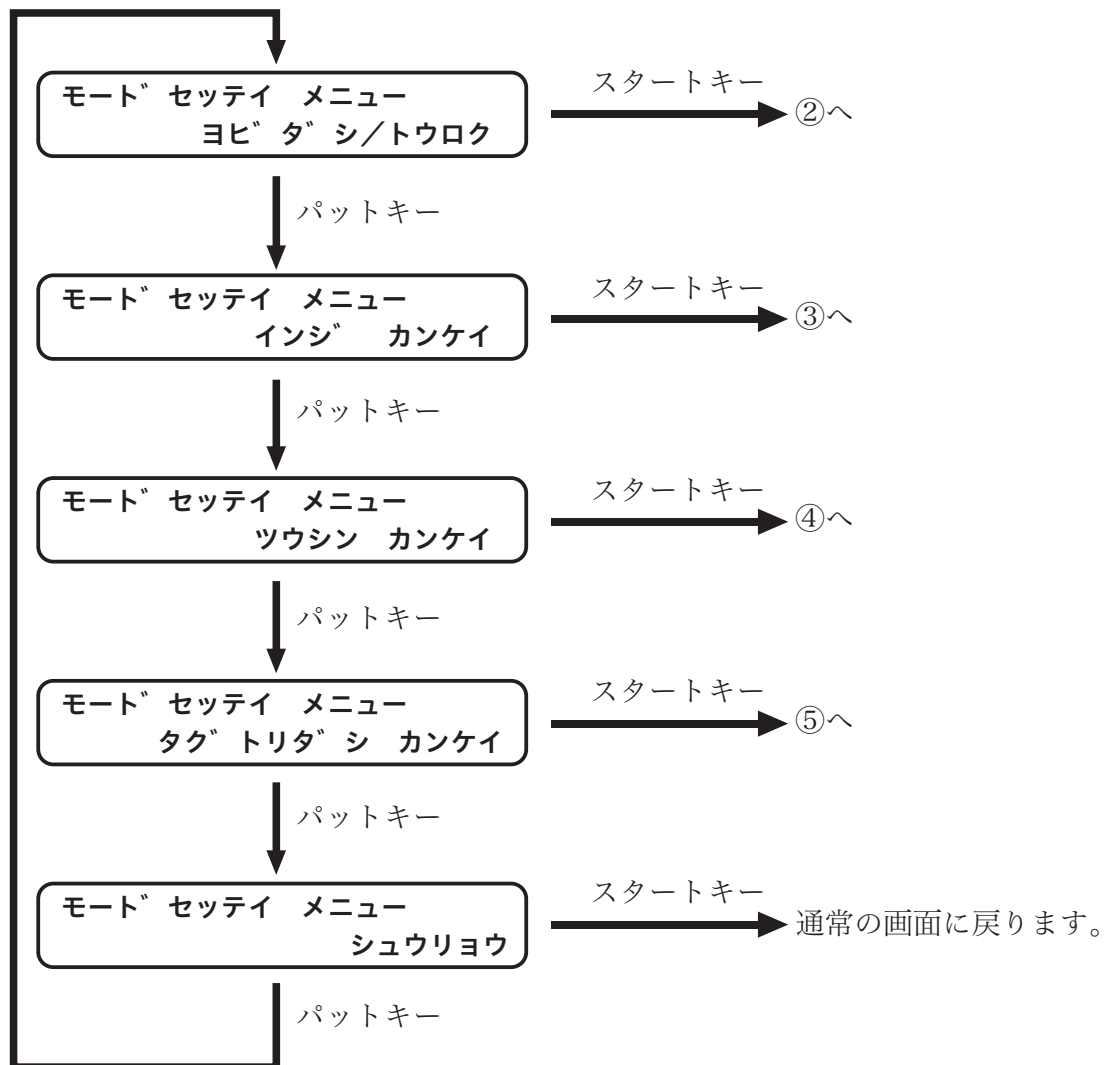 モード゛セッテイ　メニュー
ヨビ゛ダ゛シ／トウロク
スタートキー
②へ
パットキー
モード゛セッテイ　メニュー
インジ゛　カンケイ
スタートキー
③へ
パットキー
モード゛セッテイ　メニュー
ツウシン　カンケイ
スタートキー
④へ
パットキー
モード゛セッテイ　メニュー
タグ゛トリダ゛シ　カンケイ
スタートキー
⑤へ
パットキー
モード゛セッテイ　メニュー
シュウリョウ
スタートキー
通常の画面に戻ります。
パットキー